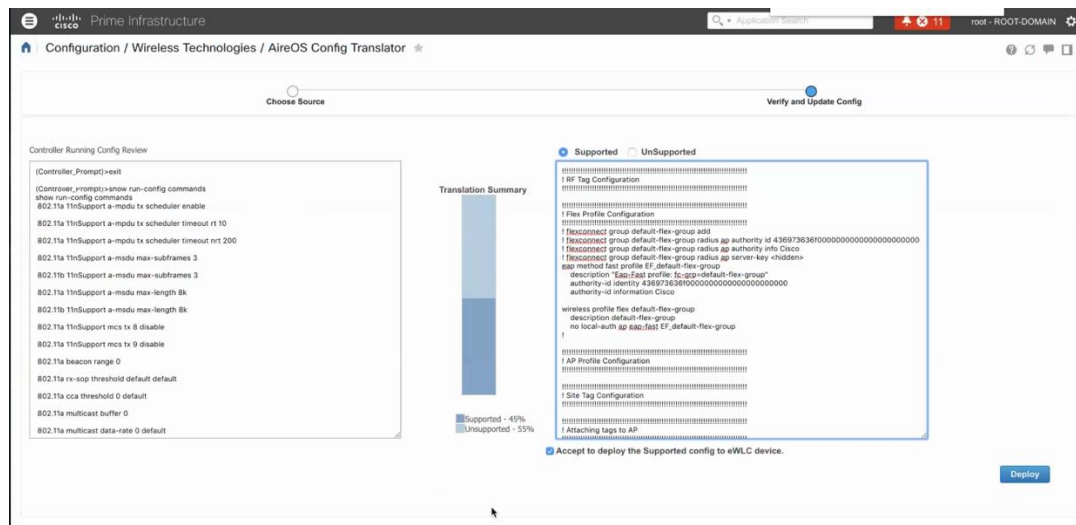 cisco Prime Infrastructure
Application Search
11
root - ROOT-DOMAIN
Configuration / Wireless Technologies / AireOS Config Translator
Choose Source
Verify and Update Config
Controller Running Config Review
(Controller_Prompt)>exit
(Controller_Prompt)>show run-config commands
show run-config commands
802.11a 11nSupport a-mpdu tx scheduler enable
802.11a 11nSupport a-mpdu tx scheduler timeout rt 10
802.11a 11nSupport a-mpdu tx scheduler timeout nrt 200
802.11a 11nSupport a-msdu max-subframes 3
802.11b 11nSupport a-msdu max-subframes 3
802.11a 11nSupport a-msdu max-length 8k
802.11b 11nSupport a-msdu max-length 8k
802.11a 11nSupport mcs tx 8 disable
802.11a 11nSupport mcs tx 9 disable
802.11a beacon range 0
802.11a rx-sop threshold default default
802.11a cca threshold 0 default
802.11a multicast buffer 0
802.11a multicast data-rate 0 default
Translation Summary
Supported - 45%
Unsupported - 55%
Supported
UnSupported
! RF Tag Configuration
! Flex Profile Configuration
! flexconnect group default-flex-group add
! flexconnect group default-flex-group radius ap authority id 436973636f0000000000000000000000
! flexconnect group default-flex-group radius ap authority info Cisco
! flexconnect group default-flex-group radius ap server-key <hidden>
eap method fast profile EF_default-flex-group
description "Eap-Fast profile: fc-grp=default-flex-group"
authority-id identity 436973636f0000000000000000000000
authority-id information Cisco
wireless profile flex default-flex-group
description default-flex-group
no local-auth ap eap-fast EF_default-flex-group
!
! AP Profile Configuration
! Site Tag Configuration
! Attaching tags to AP
Accept to deploy the Supported config to eWLC device.
Deploy